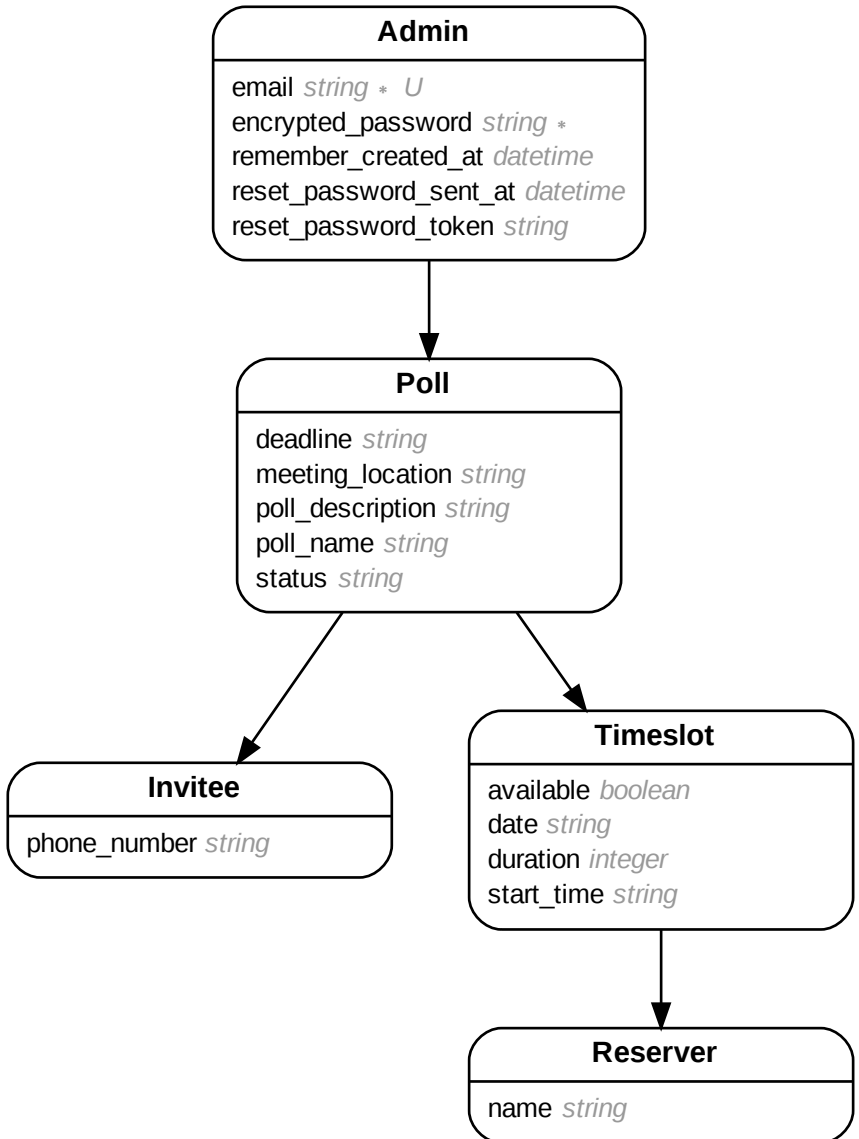 Admin
email string * U
encrypted_password string *
remember_created_at datetime
reset_password_sent_at datetime
reset_password_token string
Poll
deadline string
meeting_location string
poll_description string
poll_name string
status string
Invitee
phone_number string
Timeslot
available boolean
date string
duration integer
start_time string
Reserver
name string